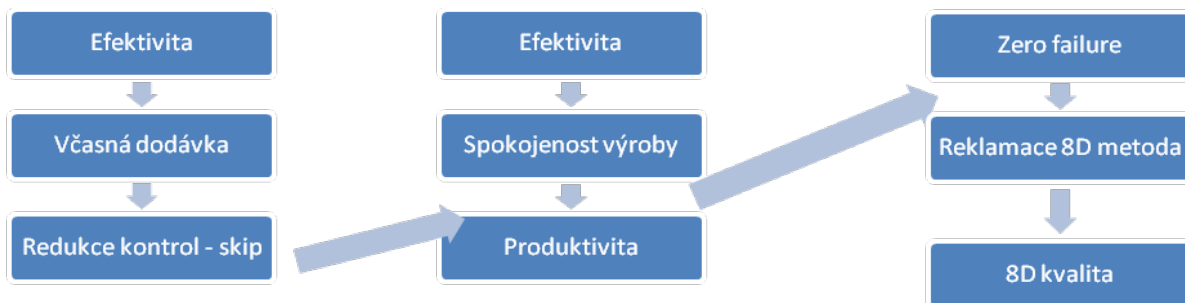 Efektivita
Včasná dodávka
Redukce kontrol - skip
Efektivita
Spokojenost výroby
Produktivita
Zero failure
Reklamace 8D metoda
8D kvalita